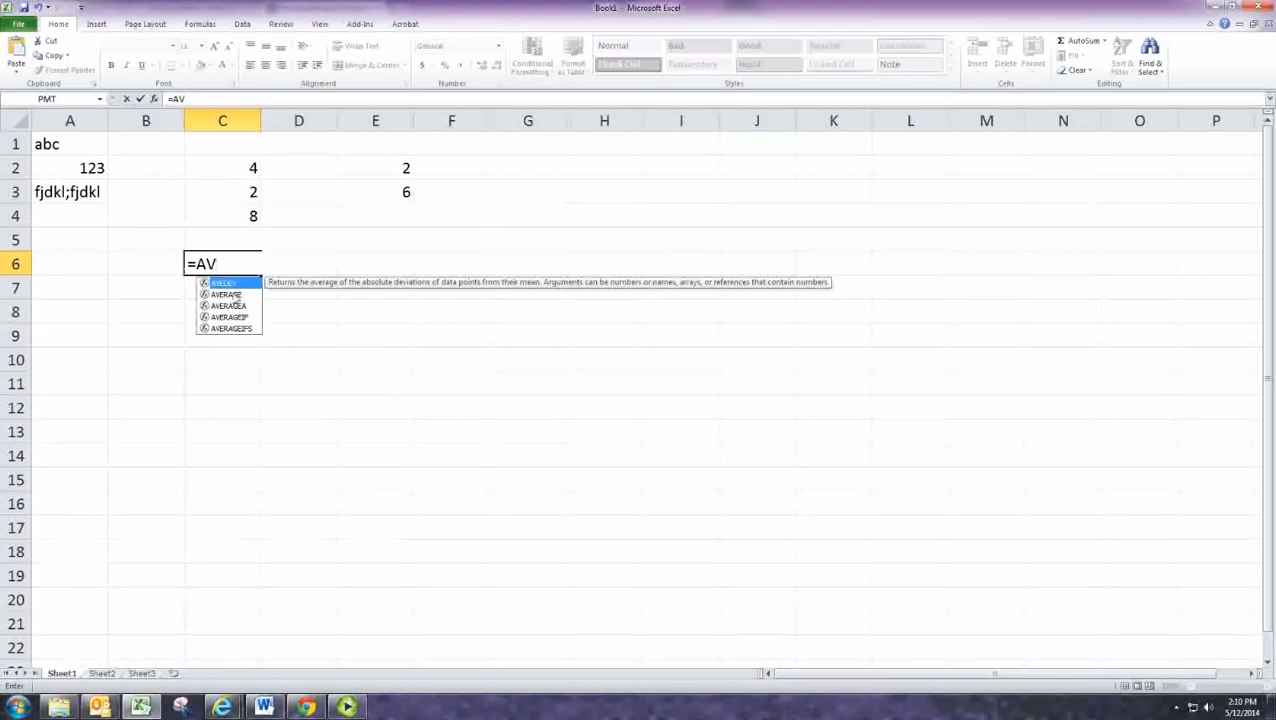 Book1 - Microsoft Excel
File Home Insert Page Layout Formulas Data Review View Add-Ins Acrobat
Cut
Copy
Format Painter
Paste
Clipboard
11
B I U
Font
Wrap Text
Merge & Center
Alignment
General
$ %
Number
Conditional Formatting
Format as Table
Normal Bad Good Neutral Calculation
Check Cell Explanatory Input Linked Cell Note
Styles
Insert Delete Format
Cells
AutoSum
Fill
Clear
Sort & Filter
Find & Select
Editing
PMT fx =AV
A B C D E F G H I J K L M N O P
1 abc
2 123 4 2
3 fjdkl;fjdkl 2 6
4 8
5
6 =AV
7
AVEDEV Returns the average of the absolute deviations of data points from their mean. Arguments can be numbers or names, arrays, or references that contain numbers
AVERAGE
AVERAGEA
8
AVERAGEIF
AVERAGEIFS
9
10
11
12
13
14
15
16
17
18
19
20
21
22
Sheet1 Sheet2 Sheet3
Enter
2:10 PM
5/12/2014